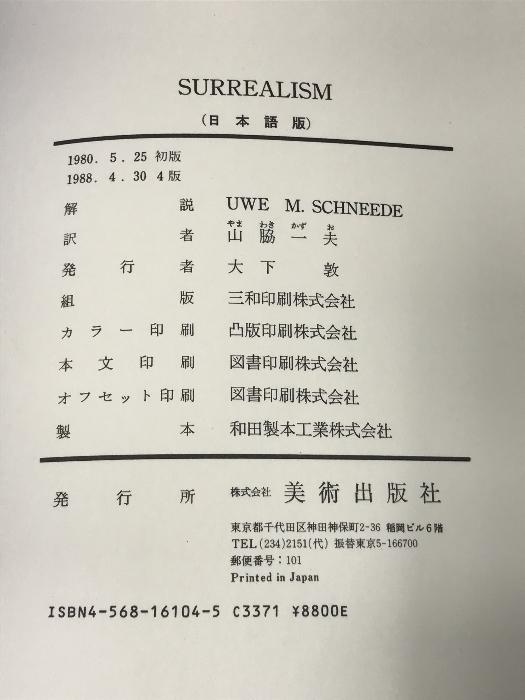 SURREALISM
(日本語版)
1980. 5. 25 初版
1988. 4. 30 4版
解説 UWE M. SCHNEEDE
やま わき かず お
訳者 山脇一夫
発行者 大下敦
組版 三和印刷株式会社
カラー印刷 凸版印刷株式会社
本文印刷 図書印刷株式会社
オフセット印刷 図書印刷株式会社
製本 和田製本工業株式会社
発行所 株式会社 美術出版社
東京都千代田区神田神保町2-36 稲岡ビル6階
TEL(234)2151(代) 振替東京5-166700
郵便番号:101
Printed in Japan
ISBN4-568-16104-5 C3371 ¥8800E